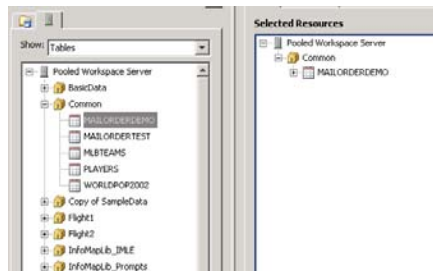 Show: Tables
Pooled Workspace Server
BasicData
Common
MAILORDERDEMO
MAILORDERTEST
MLBTEAMS
PLAYERS
WORLDPOP2002
Copy of SampleData
Flight1
Flight2
InfoMapLib_IMLE
InfoMapLib_Prompts
Selected Resources
Pooled Workspace Server
Common
MAILORDERDEMO